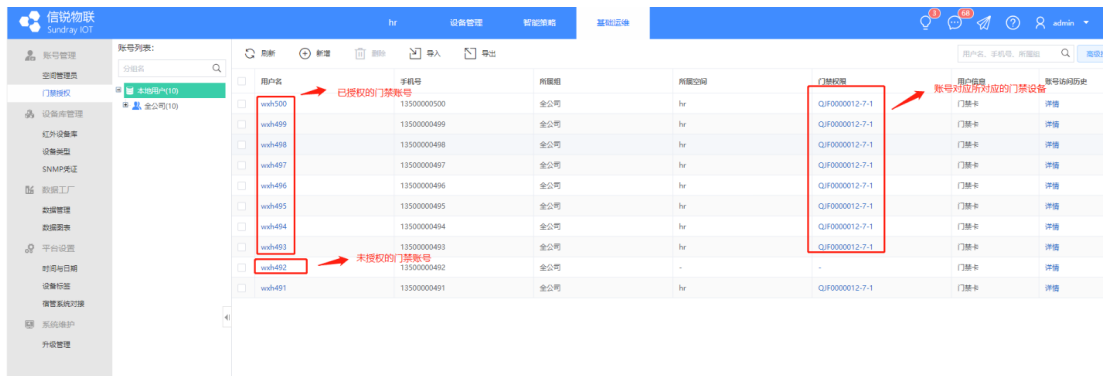 信锐物联
Sundray IOT
hr 设备管理 智能策略 基础运维
3 66 admin
账号管理
空间管理员
门禁授权
设备库管理
红外设备库
设备类型
SNMP凭证
数据工厂
数据管理
数据图表
平台设置
时间与日期
设备标签
宿管系统对接
系统维护
升级管理
账号列表:
分组名
本地用户(10)
全公司(10)
刷新 新增 删除 导入 导出
用户名、手机号、所属组
用户名 手机号 所属组 所属空间 门禁权限 用户信息 账号访问历史
已授权的门禁账号
账号对应所对应的门禁设备
wxh500 13500000500 全公司 hr QJF0000012-7-1 门禁卡 详情
wxh499 13500000499 全公司 hr QJF0000012-7-1 门禁卡 详情
wxh498 13500000498 全公司 hr QJF0000012-7-1 门禁卡 详情
wxh497 13500000497 全公司 hr QJF0000012-7-1 门禁卡 详情
wxh496 13500000496 全公司 hr QJF0000012-7-1 门禁卡 详情
wxh495 13500000495 全公司 hr QJF0000012-7-1 门禁卡 详情
wxh494 13500000494 全公司 hr QJF0000012-7-1 门禁卡 详情
wxh493 13500000493 全公司 hr QJF0000012-7-1 门禁卡 详情
未授权的门禁账号
wxh492 13500000492 全公司 - - 门禁卡 详情
wxh491 13500000491 全公司 hr QJF0000012-7-1 门禁卡 详情